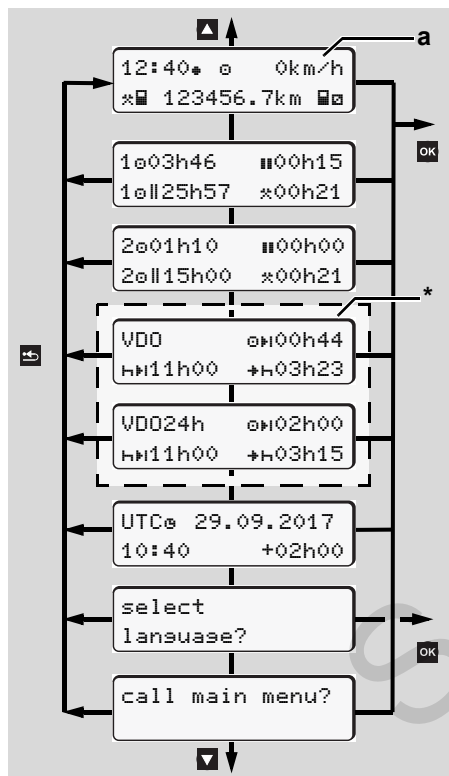 a
12:40 0km/h
123456.7km
OK
1 03h46 00h15
1 25h57 00h21
2 01h10 00h00
2 15h00 00h21
*
VDO 00h44
11h00 03h23
VDO24h 02h00
11h00 03h15
UTC 29.09.2017
10:40 +02h00
select
language?
OK
call main menu?